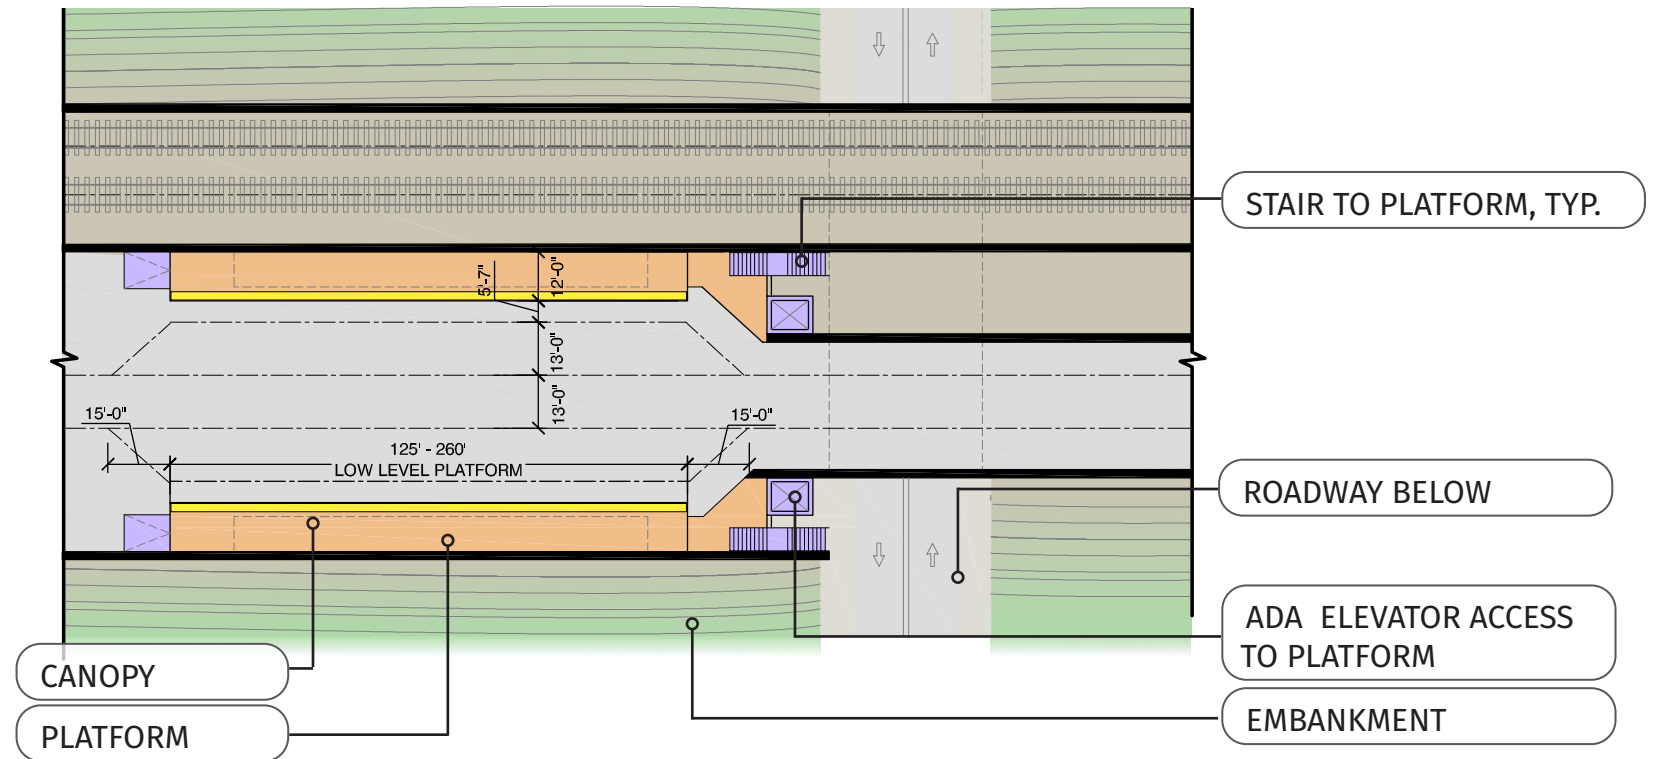 STAIR TO PLATFORM, TYP.
5'-7"
12'-0"
13'-0"
13'-0"
15'-0"
15'-0"
125' - 260'
LOW LEVEL PLATFORM
ROADWAY BELOW
ADA ELEVATOR ACCESS
TO PLATFORM
CANOPY
EMBANKMENT
PLATFORM